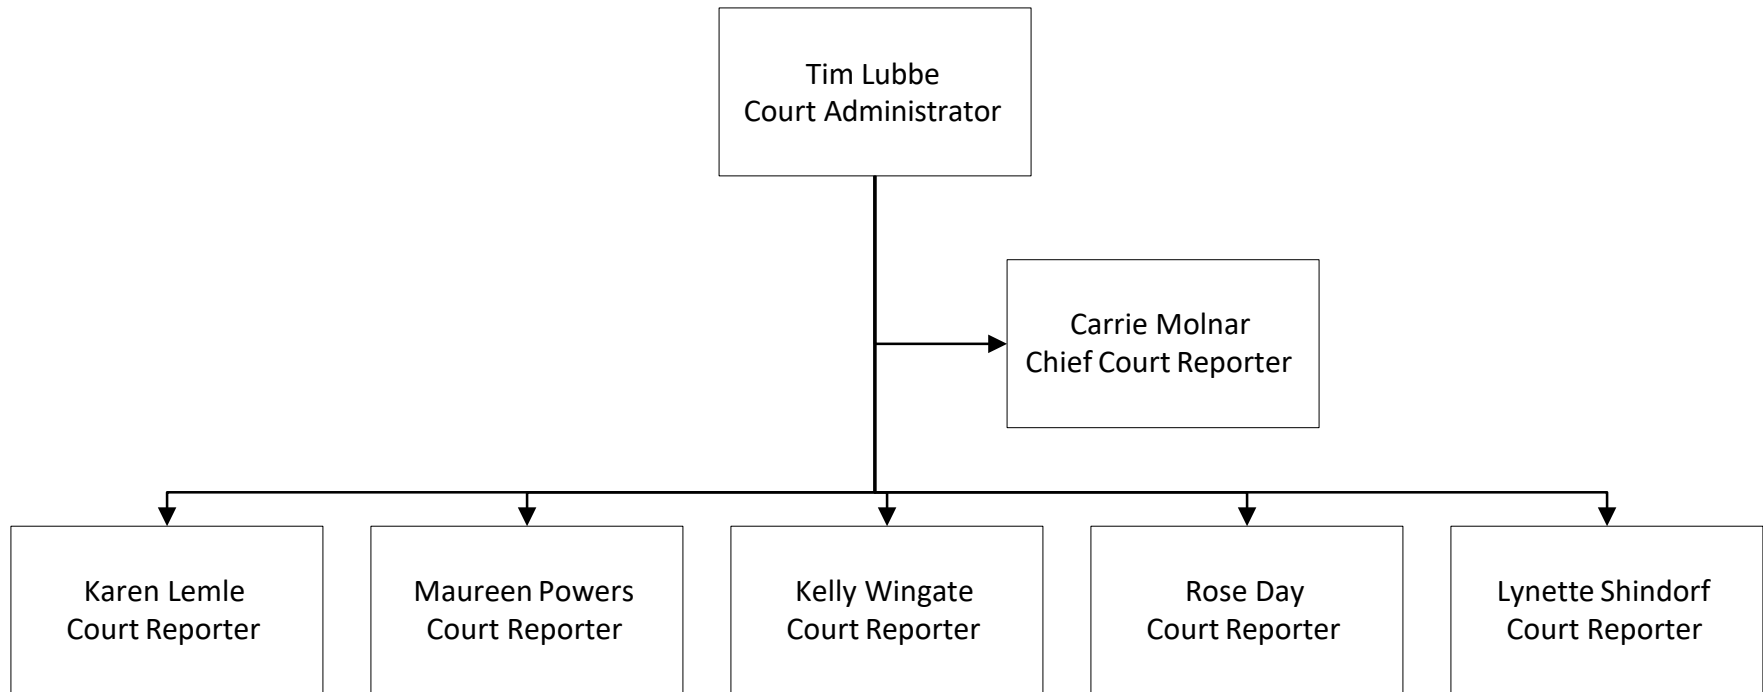 Tim Lubbe
Court Administrator
Carrie Molnar
Chief Court Reporter
Karen Lemle
Court Reporter
Maureen Powers
Court Reporter
Kelly Wingate
Court Reporter
Rose Day
Court Reporter
Lynette Shindorf
Court Reporter